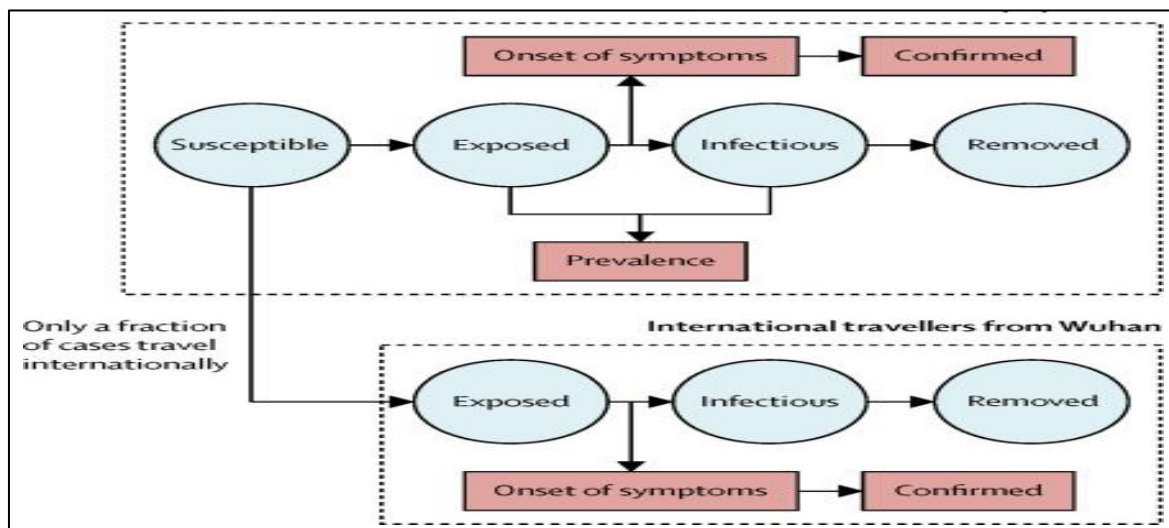 Onset of symptoms
Confirmed
Susceptible
Exposed
Infectious
Removed
Prevalence
Only a fraction
of cases travel
internationally
International travellers from Wuhan
Exposed
Infectious
Removed
Onset of symptoms
Confirmed